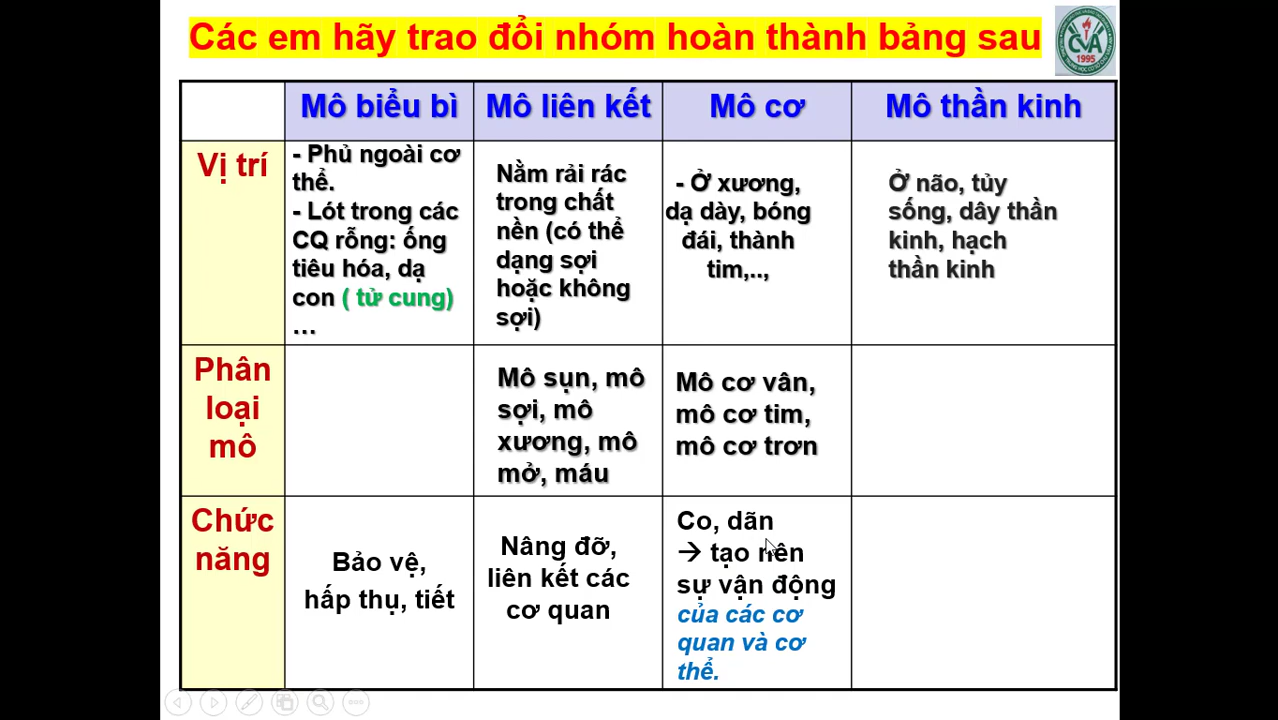 Các em hãy trao đổi nhóm hoàn thành bảng sau
CVA
1995
Mô biểu bì
Mô liên kết
Mô cơ
Mô thần kinh
Vị trí
- Phủ ngoài cơ
thể.
- Lót trong các
CQ rỗng: ống
tiêu hóa, dạ
con ( tử cung)
...
Nằm rải rác
trong chất
nền (có thể
dạng sợi
hoặc không
sợi)
- Ở xương,
dạ dày, bóng
đái, thành
tim,..,
Ở não, tủy
sống, dây thần
kinh, hạch
thần kinh
Phân
loại
mô
Mô sụn, mô
sợi, mô
xương, mô
mở, máu
Mô cơ vân,
mô cơ tim,
mô cơ trơn
Chức
năng
Bảo vệ,
hấp thụ, tiết
Nâng đỡ,
liên kết các
cơ quan
Co, dãn
→ tạo nên
sự vận động
của các cơ
quan và cơ
thể.